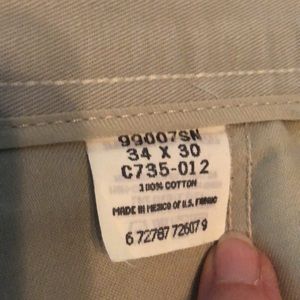 99007SN
34 X 30
C735-012
100% COTTON
MADE IN MEXICO OF U.S. FABRIC
6 72787 72607 9